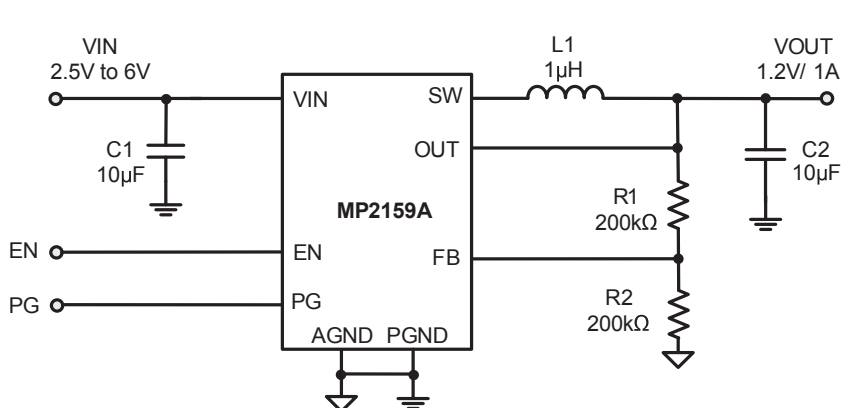 VIN
2.5V to 6V
L1
1µH
VOUT
1.2V/ 1A
VIN
SW
C1
10µF
OUT
C2
10µF
MP2159A
R1
200kΩ
EN
EN
FB
PG
PG
R2
200kΩ
AGND PGND